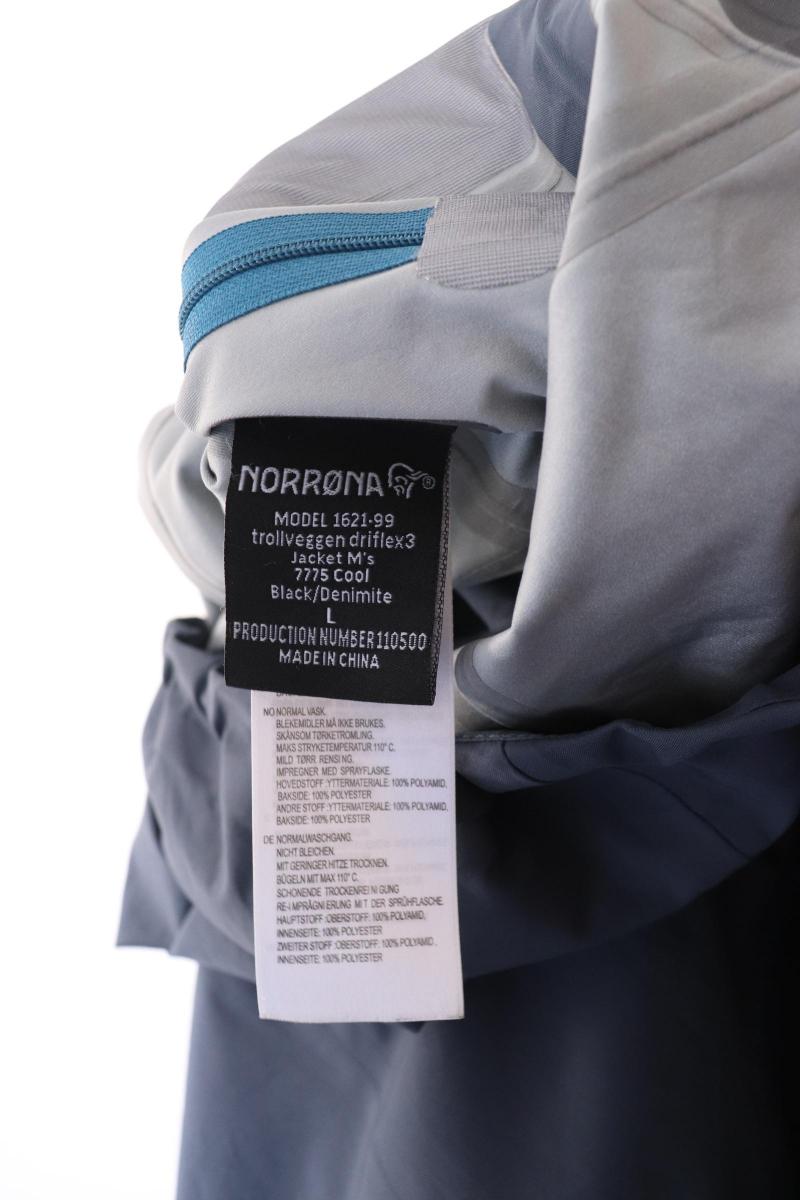 NORRØNA ®
MODEL 1621-99
trollveggen driflex3
Jacket M's
7775 Cool
Black/Denimite
L
PRODUCTION NUMBER110500
MADE IN CHINA
NO NORMAL VASK.
BLEKEMIDLER MÅ IKKE BRUKES.
SKÅNSOM TØRKETROMLING.
MAKS STRYKETEMPERATUR 110° C.
MILD TØRR RENSING.
IMPREGNER MED SPRAYFLASKE.
HOVEDSTOFF :YTTERMATERIALE: 100% POLYAMID,
BAKSIDE: 100% POLYESTER
ANDRE STOFF :YTTERMATERIALE: 100% POLYAMID,
BAKSIDE: 100% POLYESTER
DE NORMALWASCHGANG.
NICHT BLEICHEN.
MIT GERINGER HITZE TROCKNEN.
BÜGELN MIT MAX 110° C.
SCHONENDE TROCKENREINIGUNG
RE-IMPRÄGNIERUNG MIT DER SPRÜHFLASCHE.
HAUPTSTOFF :OBERSTOFF: 100% POLYAMID,
INNENSEITE: 100% POLYESTER
ZWEITER STOFF :OBERSTOFF: 100% POLYAMID,
INNENSEITE: 100% POLYESTER